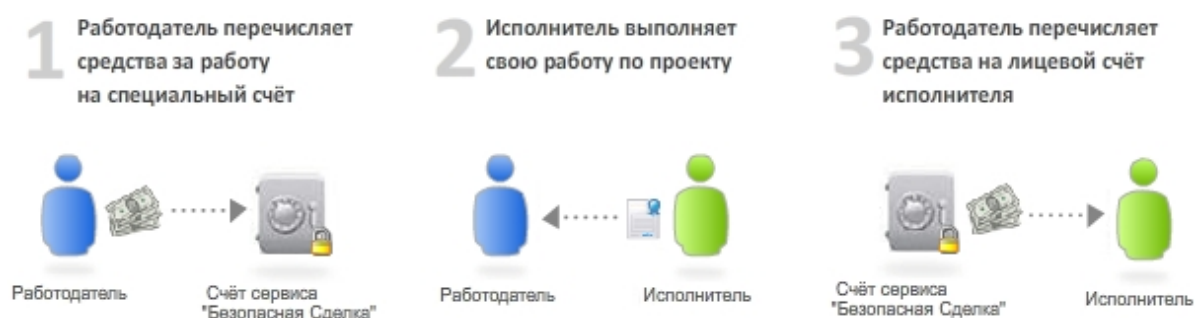 1
Работодатель перечисляет
средства за работу
на специальный счёт
Работодатель
Счёт сервиса
"Безопасная Сделка"
2
Исполнитель выполняет
свою работу по проекту
Работодатель
Исполнитель
3
Работодатель перечисляет
средства на лицевой счёт
исполнителя
Счёт сервиса
"Безопасная Сделка"
Исполнитель